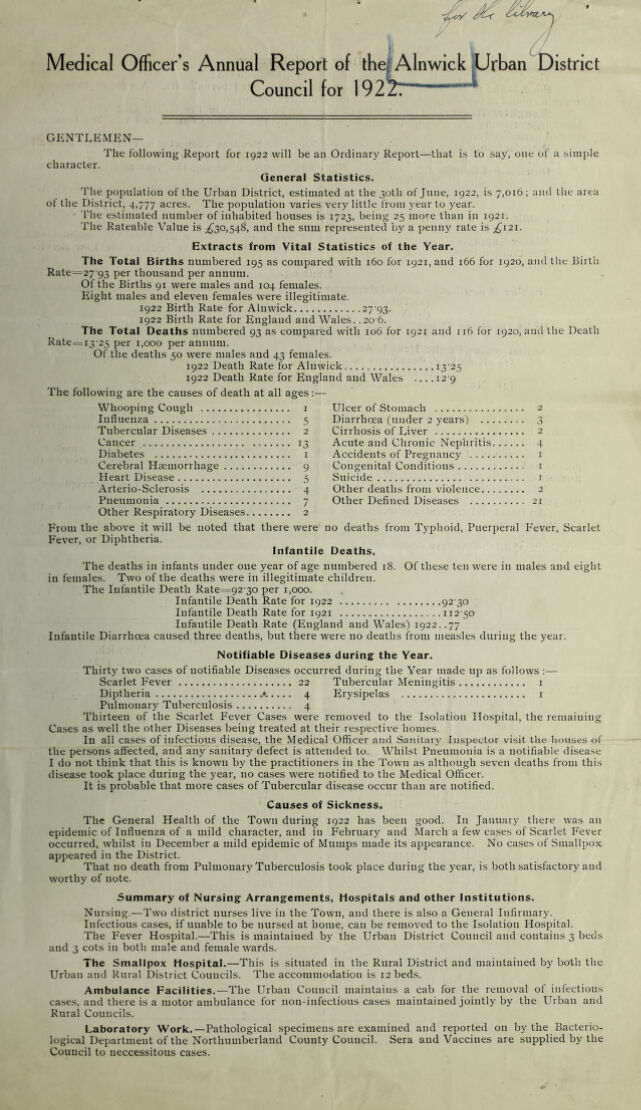 for the library
Medical Officer's Annual Report of the Alnwick Urban District
Council for 1922.
GENTLEMEN—
The following Report for 1922 will be an Ordinary Report—that is to say, one of a simple
character.
General Statistics.
The population of the Urban District, estimated at the 30th of June, 1922, is 7,016; and the area
of the District, 4,777 acres. The population varies very little from year to year.
The estimated number of inhabited houses is 1723, being 25 more than in 1921.
The Rateable Value is £30,548, and the sum represented by a penny rate is £121.
Extracts from Vital Statistics of the Year.
The Total Births numbered 195 as compared with 160 for 1921, and 166 for 1920, and the Birth
Rate=27·93 per thousand per annum.
Of the Births 91 were males and 104 females.
Eight males and eleven females were illegitimate.
1922 Birth Rate for Alnwick............27·93.
1922 Birth Rate for England and Wales..20·6.
The Total Deaths numbered 93 as compared with 106 for 1921 and 116 for 1920, and the Death
Rate=13·25 per 1,000 per annum.
Of the deaths 50 were males and 43 females.
1922 Death Rate for Alnwick................13·25
1922 Death Rate for England and Wales ....12·9
The following are the causes of death at all ages :—
Whooping Cough ................ 1 Ulcer of Stomach ................ 2
Influenza ........................ 5 Diarrhœa (under 2 years) ........ 3
Tubercular Diseases .............. 2 Cirrhosis of Liver ................ 2
Cancer .......................... 13 Acute and Chronic Nephritis...... 4
Diabetes ........................ 1 Accidents of Pregnancy .......... 1
Cerebral Hæmorrhage ............ 9 Congenital Conditions ............ 1
Heart Disease .................... 5 Suicide .......................... 1
Arterio-Sclerosis ................ 4 Other deaths from violence........ 2
Pneumonia ...................... 7 Other Defined Diseases .......... 21
Other Respiratory Diseases........ 2
From the above it will be noted that there were no deaths from Typhoid, Puerperal Fever, Scarlet
Fever, or Diphtheria.
Infantile Deaths.
The deaths in infants under one year of age numbered 18. Of these ten were in males and eight
in females. Two of the deaths were in illegitimate children.
The Infantile Death Rate=92·30 per 1,000.
Infantile Death Rate for 1922 ..................92·30
Infantile Death Rate for 1921 ..................112·50
Infantile Death Rate (England and Wales) 1922..77
Infantile Diarrhœa caused three deaths, but there were no deaths from measles during the year.
Notifiable Diseases during the Year.
Thirty two cases of notifiable Diseases occurred during the Year made up as follows :—
Scarlet Fever .................... 22 Tubercular Meningitis ............ 1
Diptheria ........................ 4 Erysipelas ...................... 1
Pulmonary Tuberculosis .......... 4
Thirteen of the Scarlet Fever Cases were removed to the Isolation Hospital, the remaining
Cases as well the other Diseases being treated at their respective homes.
In all cases of infectious disease, the Medical Officer and Sanitary Inspector visit the houses of
the persons affected, and any sanitary defect is attended to. Whilst Pneumonia is a notifiable disease
I do not think that this is known by the practitioners in the Town as although seven deaths from this
disease took place during the year, no cases were notified to the Medical Officer.
It is probable that more cases of Tubercular disease occur than are notified.
Causes of Sickness.
The General Health of the Town during 1922 has been good. In January there was an
epidemic of Influenza of a mild character, and in February and March a few cases of Scarlet Fever
occurred, whilst in December a mild epidemic of Mumps made its appearance. No cases of Smallpox
appeared in the District.
That no death from Pulmonary Tuberculosis took place during the year, is both satisfactory and
worthy of note.
Summary of Nursing Arrangements, Hospitals and other Institutions.
Nursing.—Two district nurses live in the Town, and there is also a General Infirmary.
Infectious cases, if unable to be nursed at home, can be removed to the Isolation Hospital.
The Fever Hospital.—This is maintained by the Urban District Council and contains 3 beds
and 3 cots in both male and female wards.
The Smallpox Hospital.—This is situated in the Rural District and maintained by both the
Urban and Rural District Councils. The accommodation is 12 beds.
Ambulance Facilities.—The Urban Council maintains a cab for the removal of infectious
cases, and there is a motor ambulance for non-infectious cases maintained jointly by the Urban and
Rural Councils.
Laboratory Work.—Pathological specimens are examined and reported on by the Bacterio-
logical Department of the Northumberland County Council. Sera and Vaccines are supplied by the
Council to neccessitous cases.